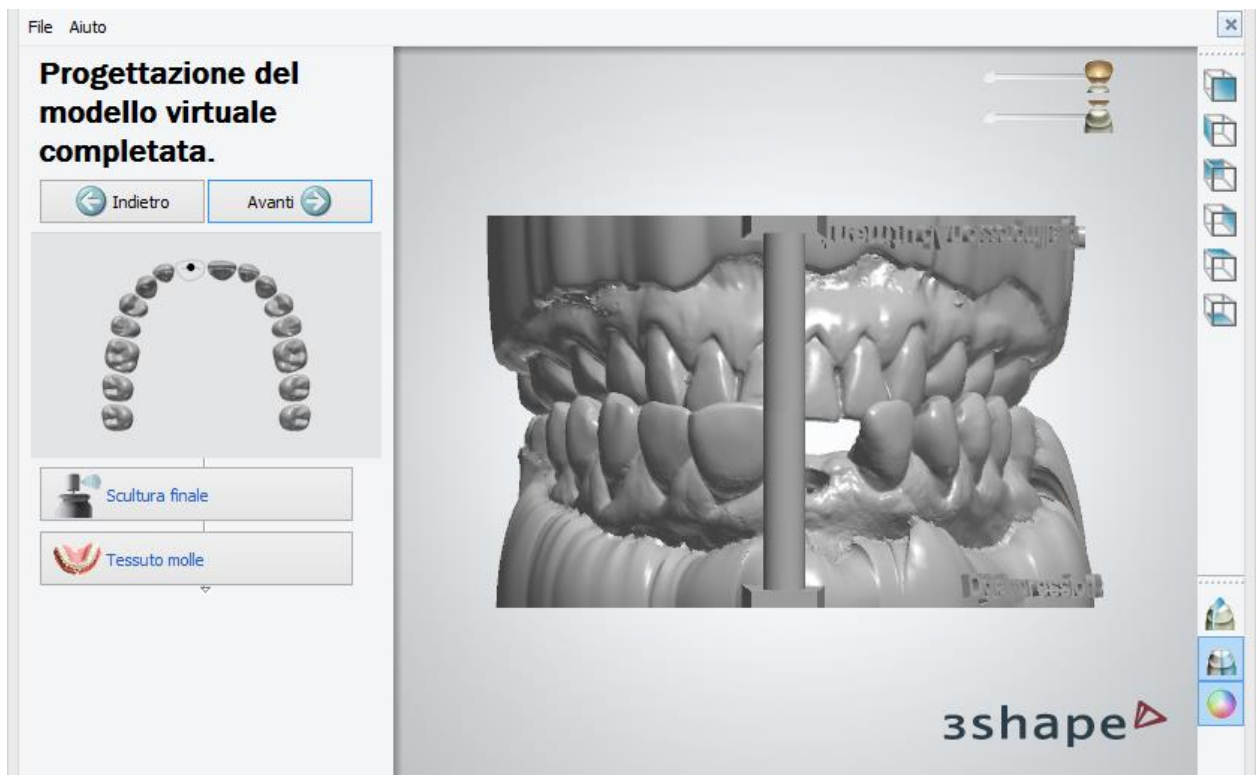 File Aiuto
Progettazione del
modello virtuale
completata.
Indietro Avanti
Scultura finale
Tessuto molle
3shape